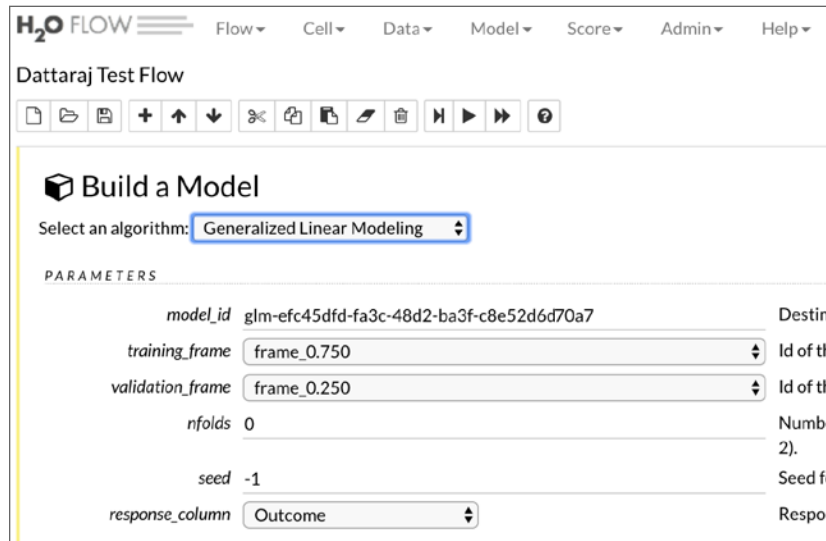 H2O FLOW Flow Cell Data Model Score Admin Help
Dattaraj Test Flow
Build a Model
Select an algorithm: Generalized Linear Modeling
PARAMETERS
model_id glm-efc45dfd-fa3c-48d2-ba3f-c8e52d6d70a7 Destin
training_frame frame_0.750 Id of th
validation_frame frame_0.250 Id of th
nfolds 0 Numbe
2).
seed -1 Seed f
response_column Outcome Respo